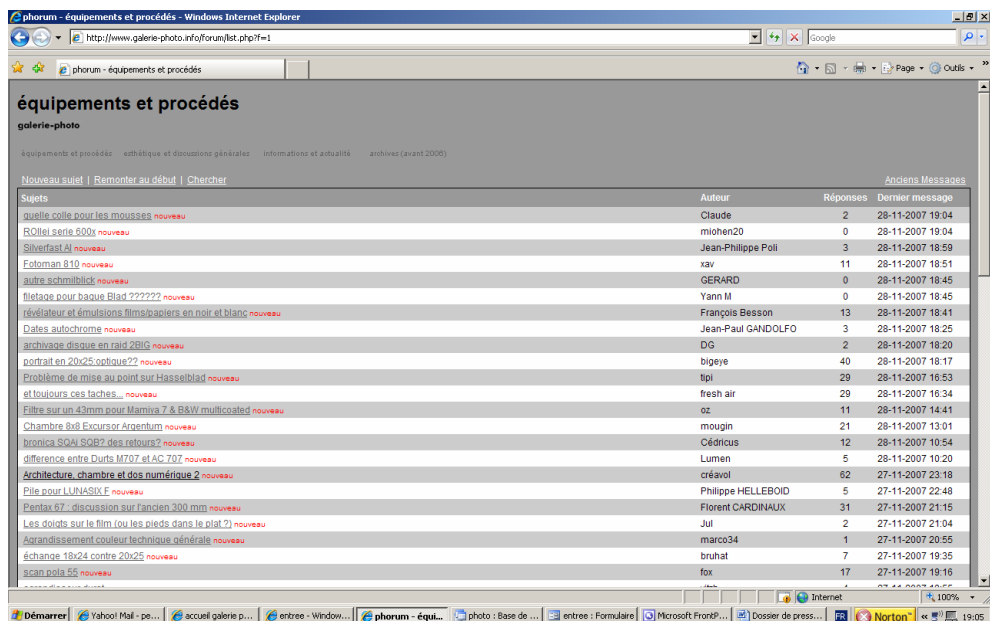 phorum - équipements et procédés - Windows Internet Explorer
http://www.galerie-photo.info/forum/list.php?f=1 Google
phorum - équipements et procédés Page Outils
équipements et procédés
galerie-photo
équipements et procédés esthétique et discussions générales informations et actualité archives (avant 2006)
Nouveau sujet | Remonter au début | Chercher Anciens Messages
Sujets Auteur Réponses Dernier message
quelle colle pour les mousses nouveau Claude 2 28-11-2007 19:04
ROllei serie 600x nouveau miohen20 0 28-11-2007 19:04
Silverfast AI nouveau Jean-Philippe Poli 3 28-11-2007 18:59
Fotoman 810 nouveau xav 11 28-11-2007 18:51
autre schmilblick nouveau GERARD 0 28-11-2007 18:45
filetage pour bague Blad ?????? nouveau Yann M 0 28-11-2007 18:45
révélateur et émulsions films/papiers en noir et blanc nouveau François Besson 13 28-11-2007 18:41
Dates autochrome nouveau Jean-Paul GANDOLFO 3 28-11-2007 18:25
archivage disque en raid 2BIG nouveau DG 2 28-11-2007 18:20
portrait en 20x25:optique?? nouveau bigeye 40 28-11-2007 18:17
Problème de mise au point sur Hasselblad nouveau tipi 29 28-11-2007 16:53
et toujours ces taches... nouveau fresh air 29 28-11-2007 16:34
Filtre sur un 43mm pour Mamiya 7 & B&W multicoated nouveau oz 11 28-11-2007 14:41
Chambre 8x8 Excursor Argentum nouveau mougin 21 28-11-2007 13:01
bronica SQAi SQB? des retours? nouveau Cédricus 12 28-11-2007 10:54
difference entre Durts M707 et AC 707 nouveau Lumen 5 28-11-2007 10:20
Architecture, chambre et dos numérique 2 nouveau créavol 62 27-11-2007 23:18
Pile pour LUNASIX F nouveau Philippe HELLEBOID 5 27-11-2007 22:48
Pentax 67 : discussion sur l'ancien 300 mm nouveau Florent CARDINAUX 31 27-11-2007 21:15
Les doigts sur le film (ou les pieds dans le plat ?) nouveau Jul 2 27-11-2007 21:04
Agrandissement couleur technique générale nouveau marco34 1 27-11-2007 20:55
échange 18x24 contre 20x25 nouveau bruhat 7 27-11-2007 19:35
scan pola 55 nouveau fox 17 27-11-2007 19:16
Internet 100%
Démarrer Yahoo! Mail - pe... accueil galerie p... entree - Window... phorum - équi... photo : Base de ... entree : Formulaire Microsoft FrontP... Dossier de press... FR Norton 19:05